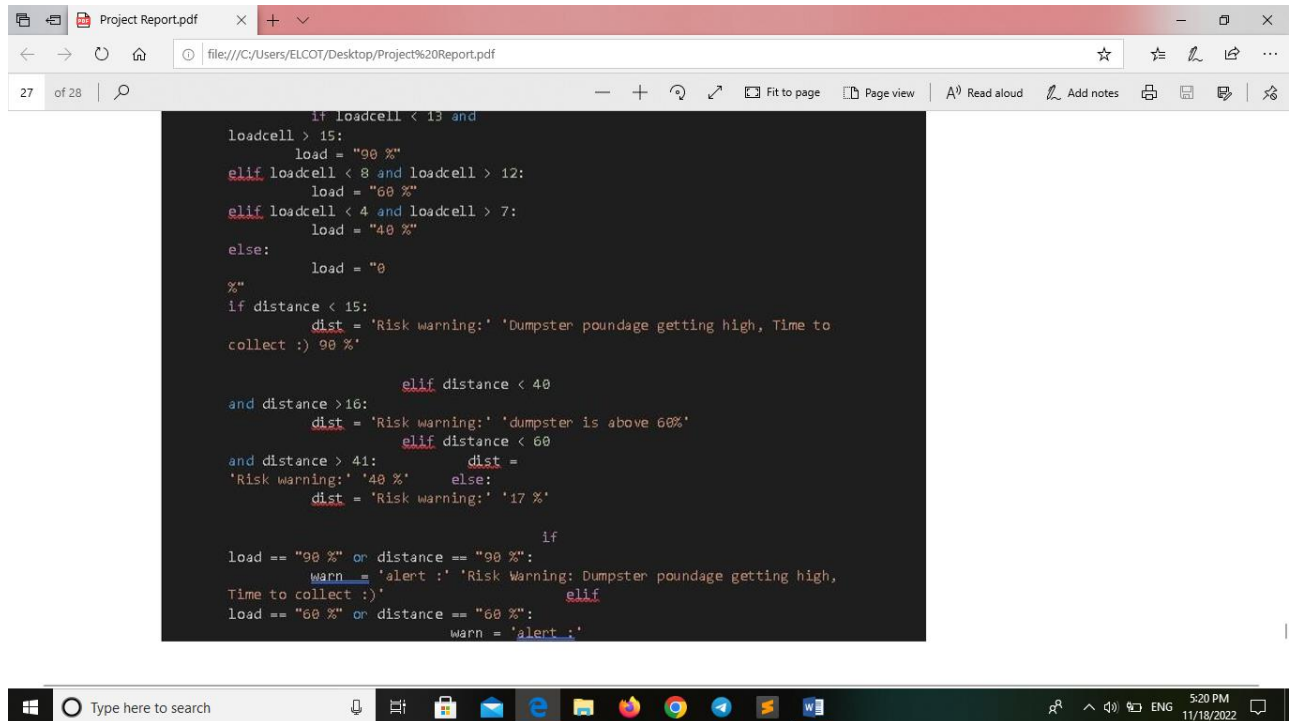 Project Report.pdf
file:///C:/Users/ELCOT/Desktop/Project%20Report.pdf
27 of 28 Fit to page Page view Read aloud Add notes
if loadcell < 13 and
loadcell > 15:
load = "90 %"
elif loadcell < 8 and loadcell > 12:
load = "60 %"
elif loadcell < 4 and loadcell > 7:
load = "40 %"
else:
load = "0
%"
if distance < 15:
dist = 'Risk warning:' 'Dumpster poundage getting high, Time to
collect :) 90 %'
elif distance < 40
and distance >16:
dist = 'Risk warning:' 'dumpster is above 60%'
elif distance < 60
and distance > 41: dist =
'Risk warning:' '40 %' else:
dist = 'Risk warning:' '17 %'
if
load == "90 %" or distance == "90 %":
warn = 'alert :' 'Risk Warning: Dumpster poundage getting high,
Time to collect :)' elif
load == "60 %" or distance == "60 %":
warn = 'alert :'
Type here to search ENG 5:20 PM
11/18/2022